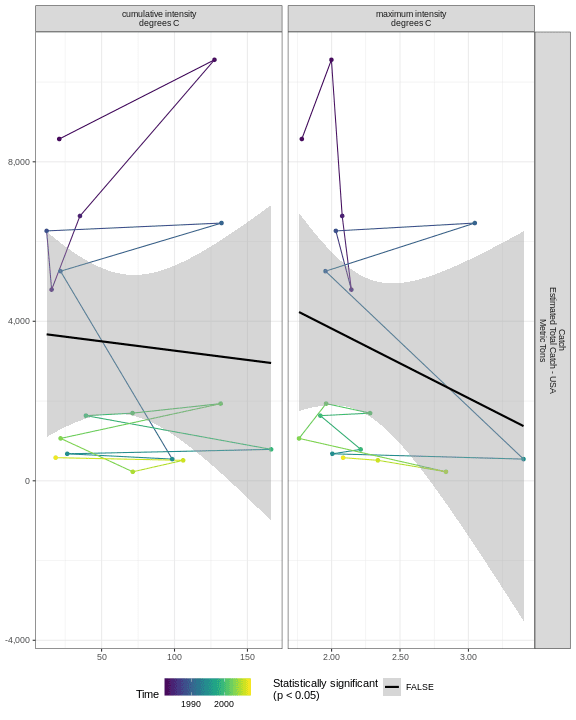 cumulative intensity
degrees C
maximum intensity
degrees C
8,000
4,000
0
-4,000
Catch
Estimated Total Catch - USA
Metric Tons
50
100
150
2.00
2.50
3.00
Time
1990
2000
Statistically significant
(p < 0.05)
FALSE